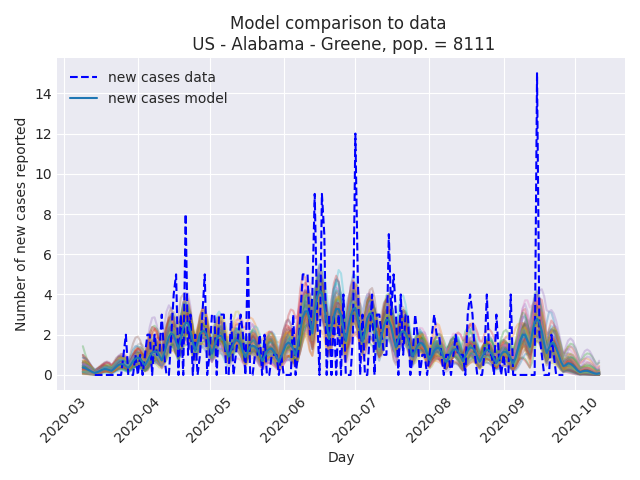 Model comparison to data
US - Alabama - Greene, pop. = 8111
new cases data
new cases model
Number of new cases reported
14
12
10
8
6
4
2
0
2020-03
2020-04
2020-05
2020-06
2020-07
2020-08
2020-09
2020-10
Day